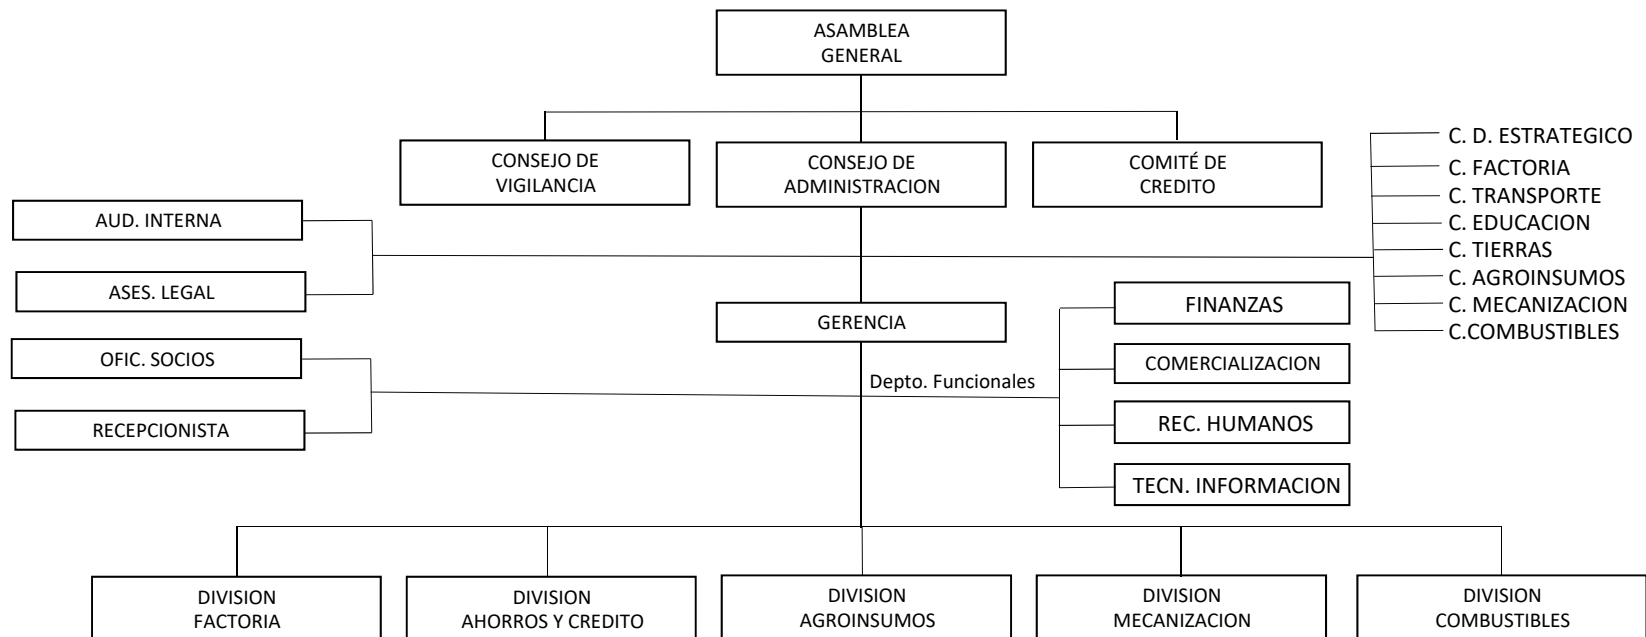 ASAMBLEA
GENERAL
CONSEJO DE
VIGILANCIA
CONSEJO DE
ADMINISTRACION
COMITÉ DE
CREDITO
C. D. ESTRATEGICO
C. FACTORIA
C. TRANSPORTE
C. EDUCACION
C. TIERRAS
C. AGROINSUMOS
C. MECANIZACION
C.COMBUSTIBLES
AUD. INTERNA
ASES. LEGAL
GERENCIA
OFIC. SOCIOS
RECEPCIONISTA
Depto. Funcionales
FINANZAS
COMERCIALIZACION
REC. HUMANOS
TECN. INFORMACION
DIVISION
FACTORIA
DIVISION
AHORROS Y CREDITO
DIVISION
AGROINSUMOS
DIVISION
MECANIZACION
DIVISION
COMBUSTIBLES